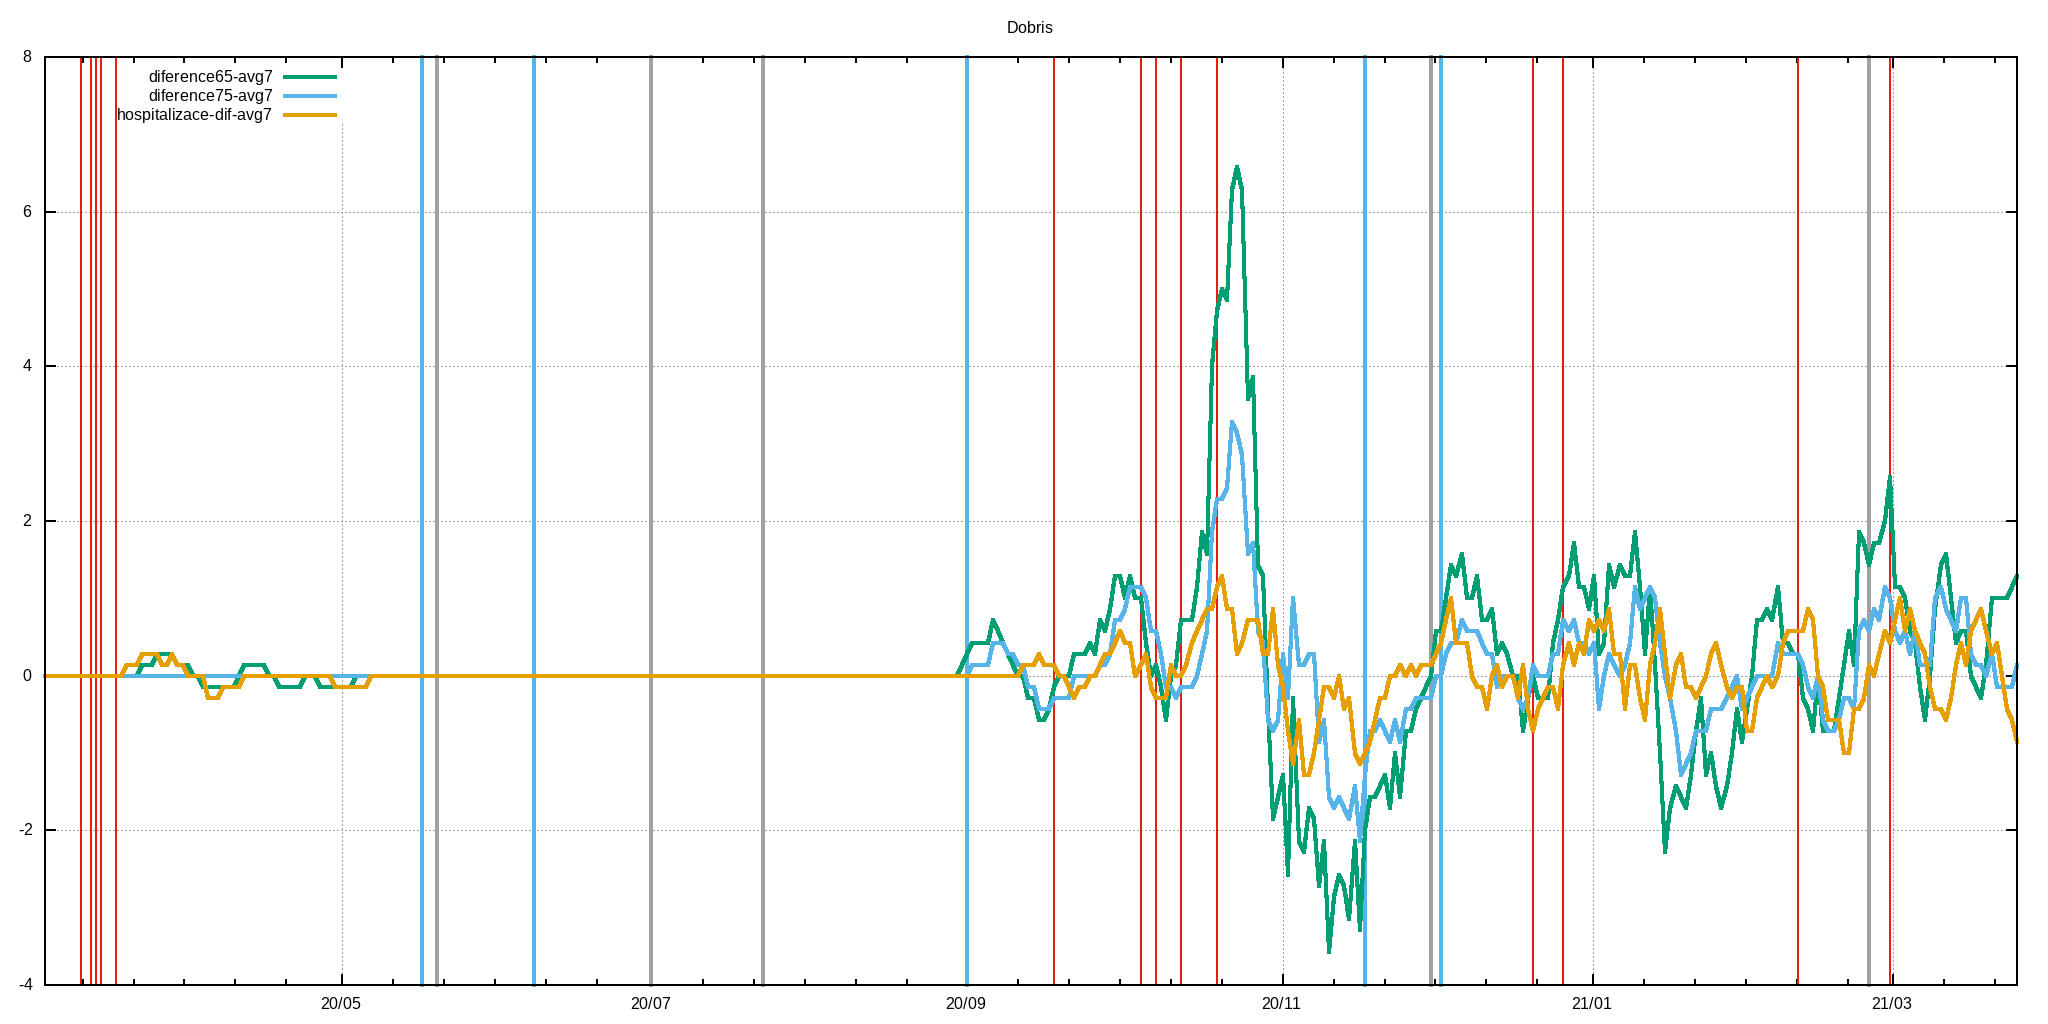 Dobris
8
diference65-avg7
diference75-avg7
hospitalizace-dif-avg7
6
4
2
0
-2
-4
20/05 20/07 20/09 20/11 21/01 21/03